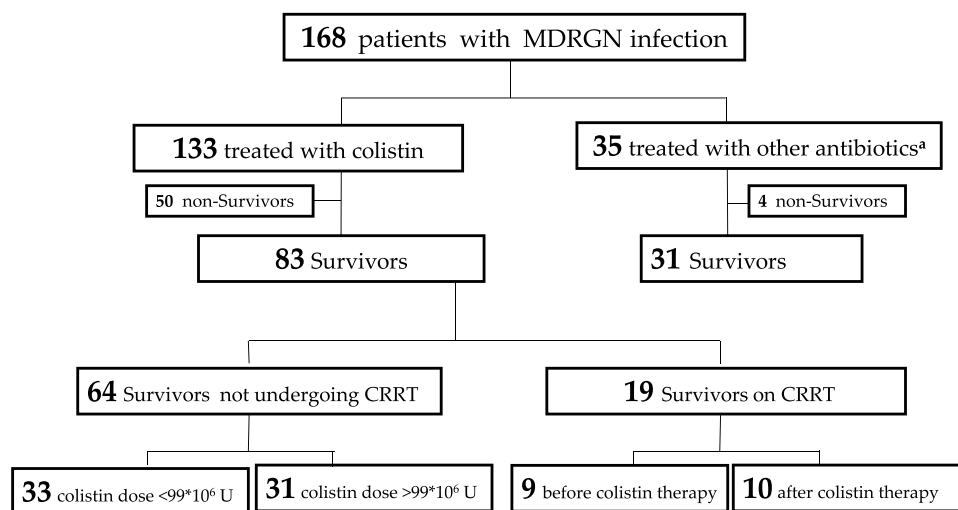 168 patients with MDRGN infection
133 treated with colistin
35 treated with other antibioticsᵃ
50 non-Survivors
4 non-Survivors
83 Survivors
31 Survivors
64 Survivors not undergoing CRRT
19 Survivors on CRRT
33 colistin dose <99*10⁶ U
31 colistin dose >99*10⁶ U
9 before colistin therapy
10 after colistin therapy